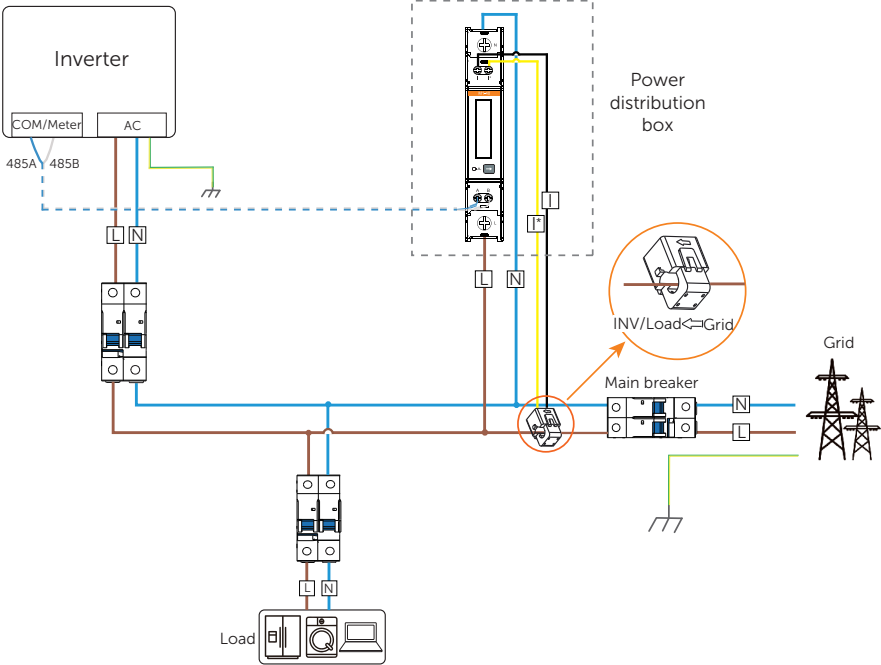 Inverter
COM/Meter
AC
485A
485B
L
N
Power
distribution
box
N
I
I*
A
B
L
I
I*
L
N
INV/Load
Grid
Grid
Main breaker
N
L
L
N
Load